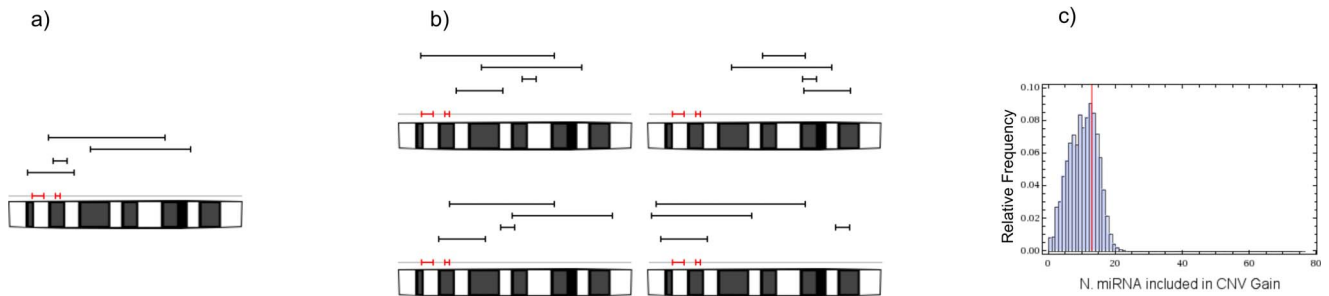 a)
b)
c)
Relative Frequency
0.10
0.08
0.06
0.04
0.02
0.00
0 20 40 60 80
N. miRNA included in CNV Gain